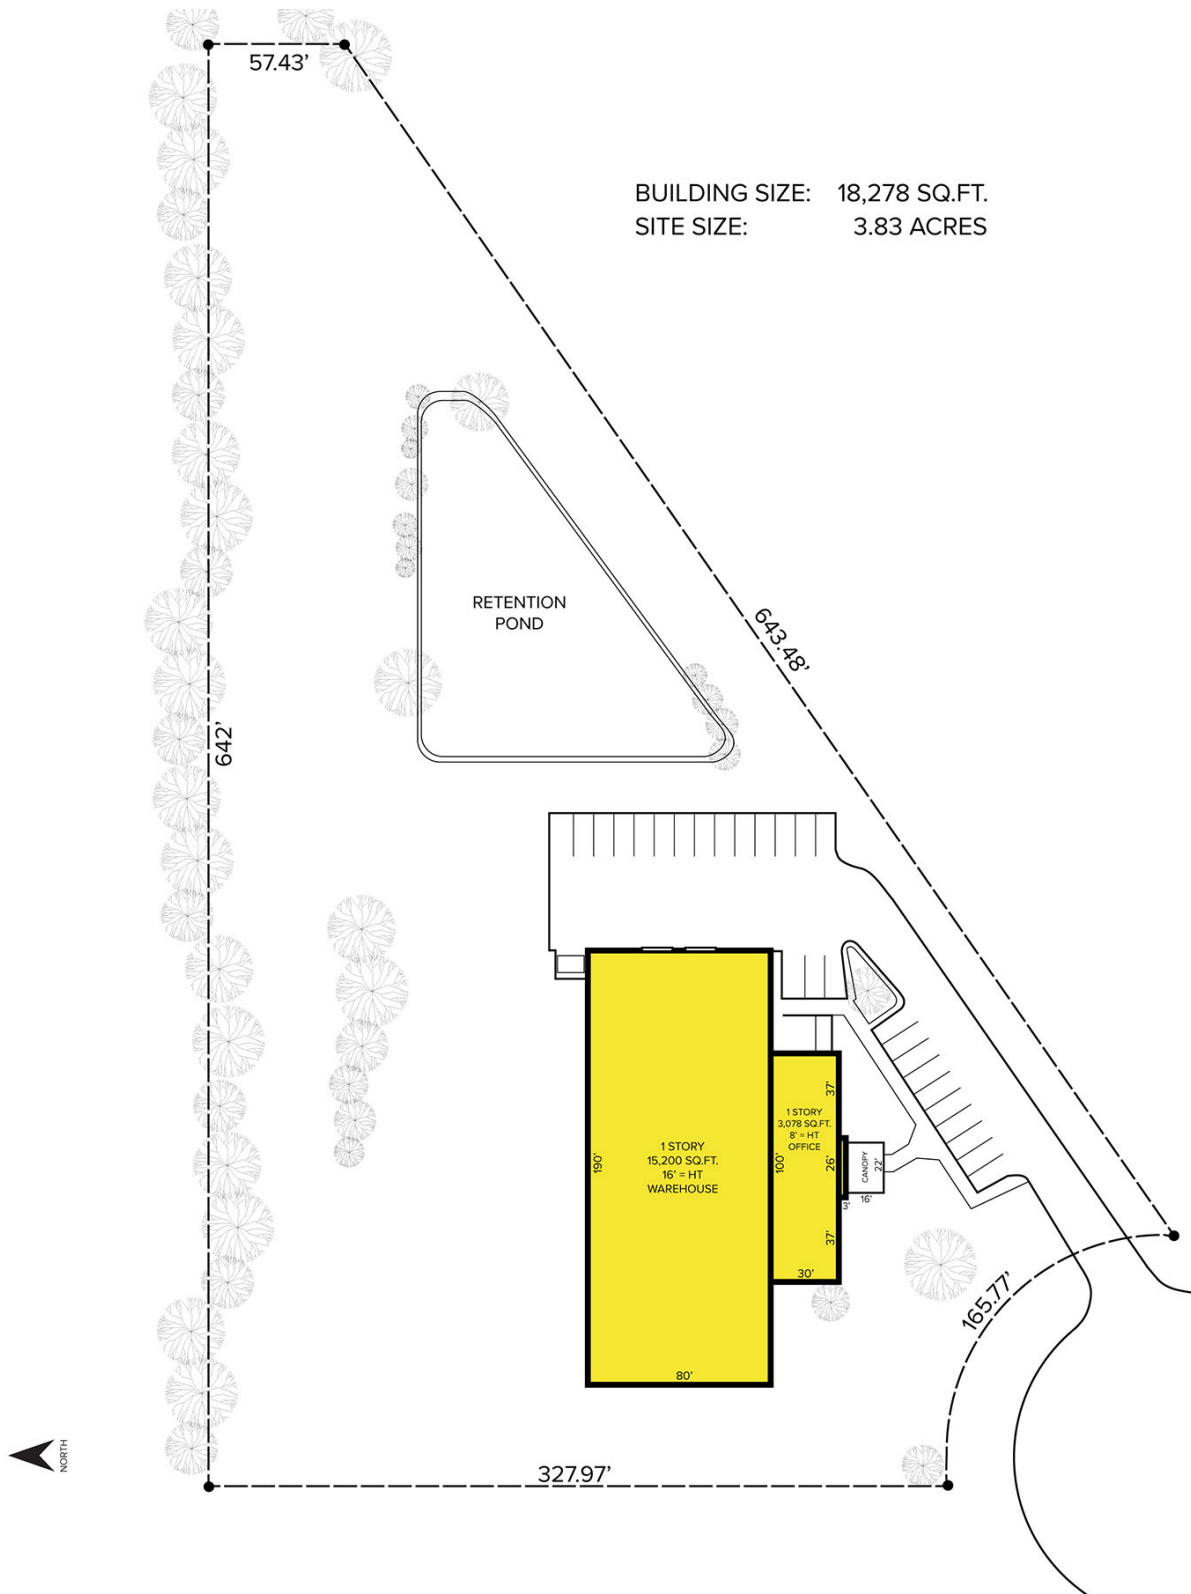 57.43’
BUILDING SIZE: 18,278 SQ.FT.
SITE SIZE: 3.83 ACRES
RETENTION
POND
643.48’
642’
1 STORY
15,200 SQ.FT.
16’ = HT
WAREHOUSE
190’
80’
1 STORY
3,078 SQ.FT.
8’ = HT
OFFICE
37’
100’
26’
37’
30’
CANOPY
22’
16’
3’
165.77’
327.97’
NORTH